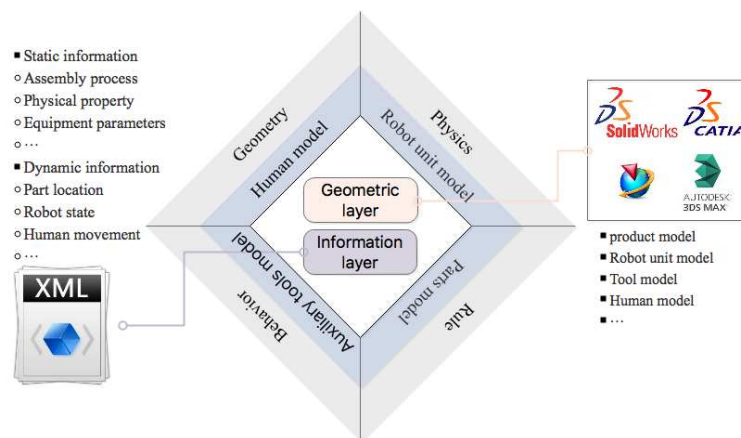 ■ Static information
○ Assembly process
○ Physical property
○ Equipment parameters
○ …
■ Dynamic information
○ Part location
○ Robot state
○ Human movement
○ …
XML
Geometry
Physics
Human model
Robot unit model
Geometric
layer
Information
layer
Auxiliary tools model
Parts model
Behavior
Rule
SolidWorks
CATIA
AUTODESK
3DS MAX
■ product model
■ Robot unit model
■ Tool model
■ Human model
■ …